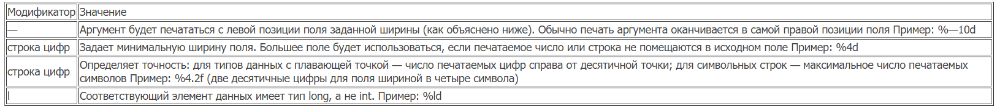 Модификатор Значение
— Аргумент будет печататься с левой позиции поля заданной ширины (как объяснено ниже). Обычно печать аргумента оканчивается в самой правой позиции поля Пример: %—10d
строка цифр Задает минимальную ширину поля. Большее поле будет использоваться, если печатаемое число или строка не помещаются в исходном поле Пример: %4d
строка цифр Определяет точность: для типов данных с плавающей точкой — число печатаемых цифр справа от десятичной точки; для символьных строк — максимальное число печатаемых
символов Пример: %4.2f (две десятичные цифры для поля шириной в четыре символа)
l Соответствующий элемент данных имеет тип long, а не int. Пример: %ld